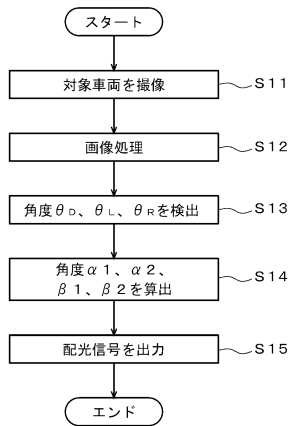 スタート
対象車両を撮像
S11
画像処理
S12
角度θD、θL、θRを検出
S13
角度α1、α2、
β1、β2を算出
S14
配光信号を出力
S15
エンド